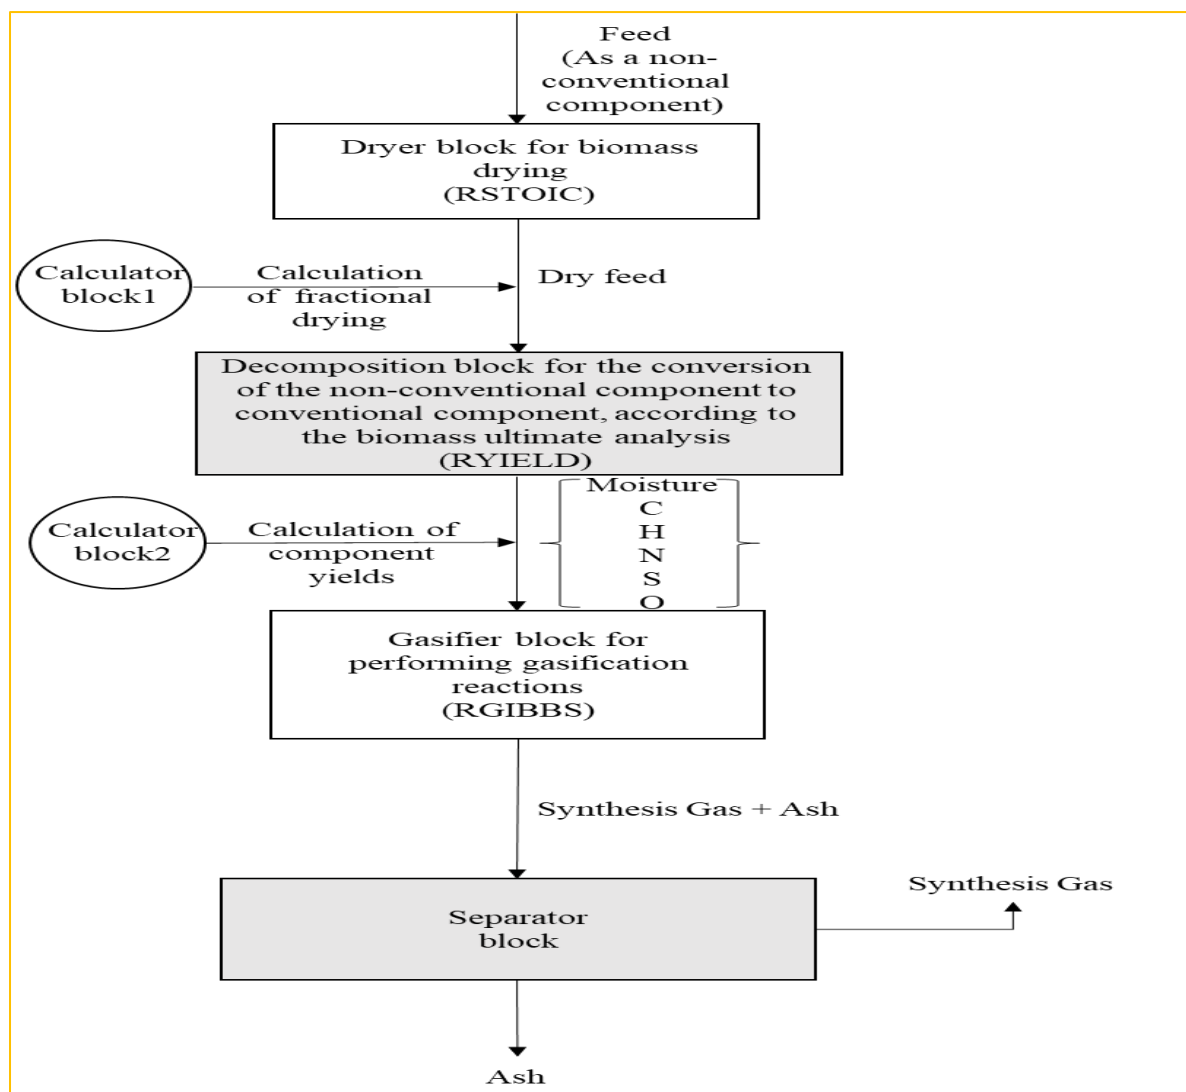 Feed
(As a non-
conventional
component)
Dryer block for biomass
drying
(RSTOIC)
Calculator
block1
Calculation
of fractional
drying
Dry feed
Decomposition block for the conversion
of the non-conventional component to
conventional component, according to
the biomass ultimate analysis
(RYIELD)
Calculator
block2
Calculation of
component
yields
Moisture
C
H
N
S
O
Gasifier block for
performing gasification
reactions
(RGIBBS)
Synthesis Gas + Ash
Synthesis Gas
Separator
block
Ash